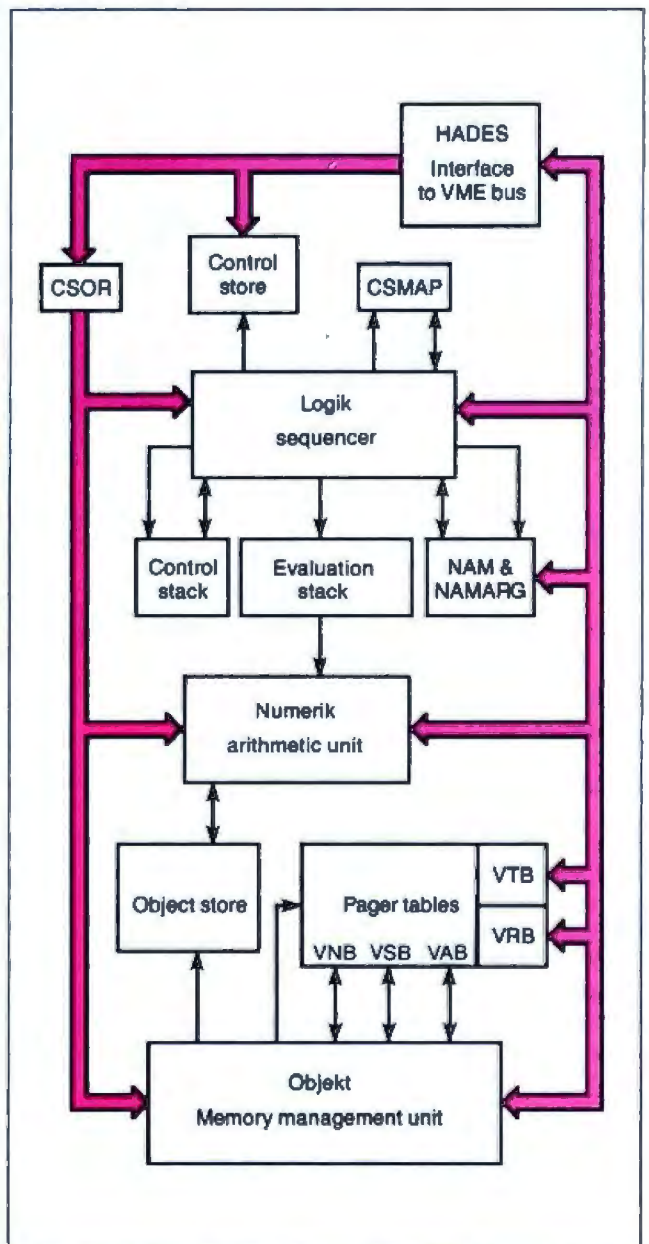 HADES
Interface
to VME bus
CSOR
Control
store
CSMAP
Logik
sequencer
Control
stack
Evaluation
stack
NAM &
NAMARG
Numerik
arithmetic unit
Object store
Pager tables
VTB
VRB
VNB VSB VAB
Objekt
Memory management unit